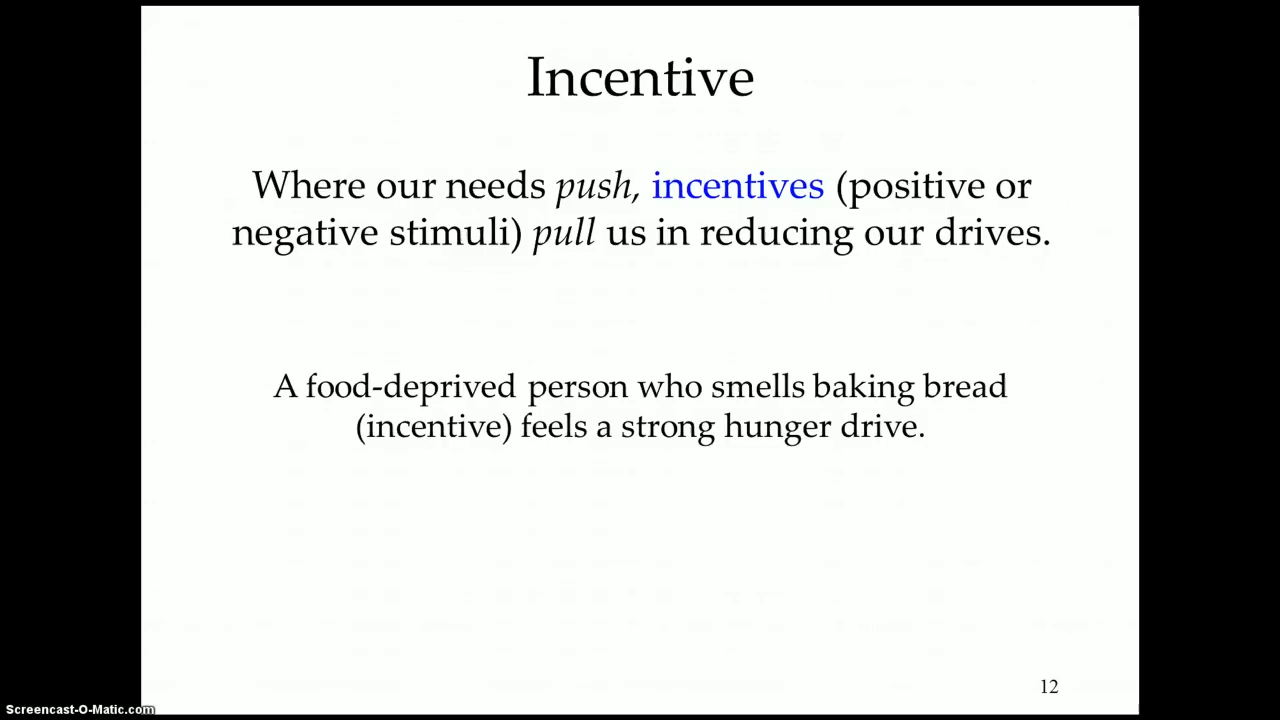 Incentive
Where our needs push, incentives (positive or
negative stimuli) pull us in reducing our drives.
A food-deprived person who smells baking bread
(incentive) feels a strong hunger drive.
12
Screencast-O-Matic.com